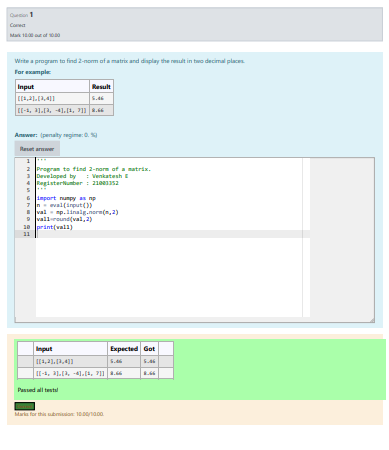 Question 1
Correct
Mark 10.00 out of 10.00
Write a program to find 2-norm of a matrix and display the result in two decimal places.
For example:
Input Result
[[1,2],[3,4]] 5.46
[[-1, 3],[3, -4],[1, 7]] 8.66
Answer: (penalty regime: 0. %)
Reset answer
1 '''
2 Program to find 2-norm of a matrix.
3 Developed by : Venkatesh E
4 RegisterNumber : 21003352
5 '''
6 import numpy as np
7 n = eval(input())
8 val = np.linalg.norm(n,2)
9 val1=round(val,2)
10 print(val1)
11
Input Expected Got
[[1,2],[3,4]] 5.46 5.46
[[-1, 3],[3, -4],[1, 7]] 8.66 8.66
Passed all tests!
Marks for this submission: 10.00/10.00.